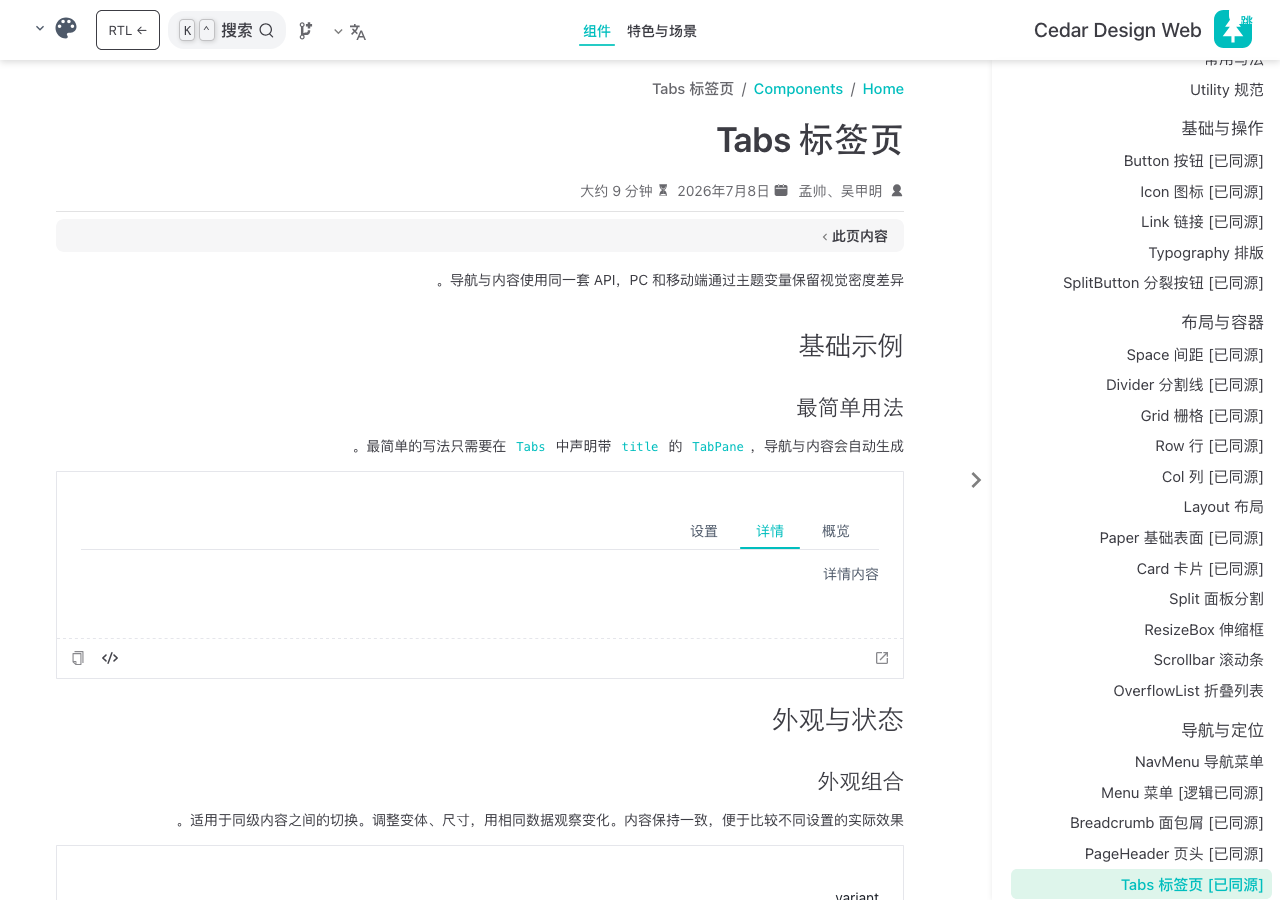 Cedar Design Web
跳
组件 特色与场景
搜索 ^ K
RTL ←
常用写法
Utility 规范
基础与操作
Button 按钮 [已同源]
Icon 图标 [已同源]
Link 链接 [已同源]
Typography 排版
SplitButton 分裂按钮 [已同源]
布局与容器
Space 间距 [已同源]
Divider 分割线 [已同源]
Grid 栅格 [已同源]
Row 行 [已同源]
Col 列 [已同源]
Layout 布局
Paper 基础表面 [已同源]
Card 卡片 [已同源]
Split 面板分割
ResizeBox 伸缩框
Scrollbar 滚动条
OverflowList 折叠列表
导航与定位
NavMenu 导航菜单
Menu 菜单 [逻辑已同源]
Breadcrumb 面包屑 [已同源]
PageHeader 页头 [已同源]
Tabs 标签页 [已同源]
Home / Components / Tabs 标签页
Tabs 标签页
孟帅、吴甲明 2026年7月8日 大约 9 分钟
此页内容
导航与内容使用同一套 API，PC 和移动端通过主题变量保留视觉密度差异。
基础示例
最简单用法
最简单的写法只需要在 Tabs 中声明带 title 的 TabPane，导航与内容会自动生成。
概览 详情 设置
详情内容
外观与状态
外观组合
适用于同级内容之间的切换。调整变体、尺寸，用相同数据观察变化。内容保持一致，便于比较不同设置的实际效果。
variant